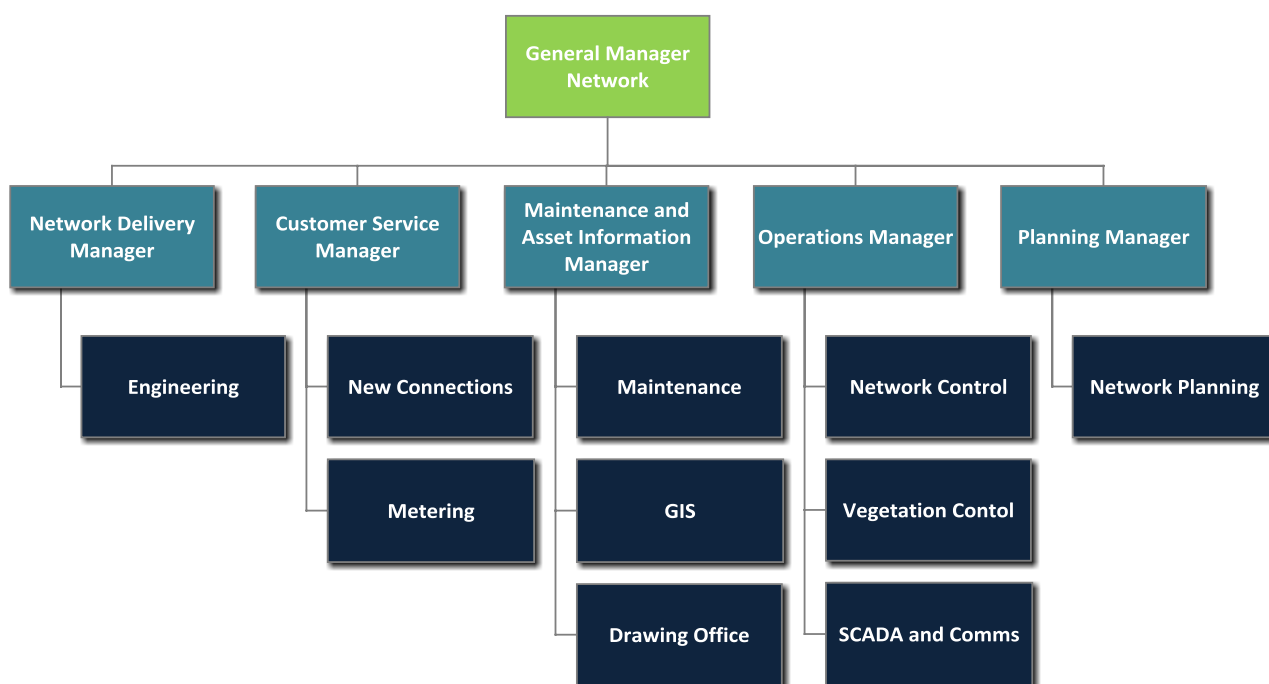 General Manager
Network
Network Delivery
Manager
Customer Service
Manager
Maintenance and
Asset Information
Manager
Operations Manager
Planning Manager
Engineering
New Connections
Maintenance
Network Control
Network Planning
Metering
GIS
Vegetation Contol
Drawing Office
SCADA and Comms